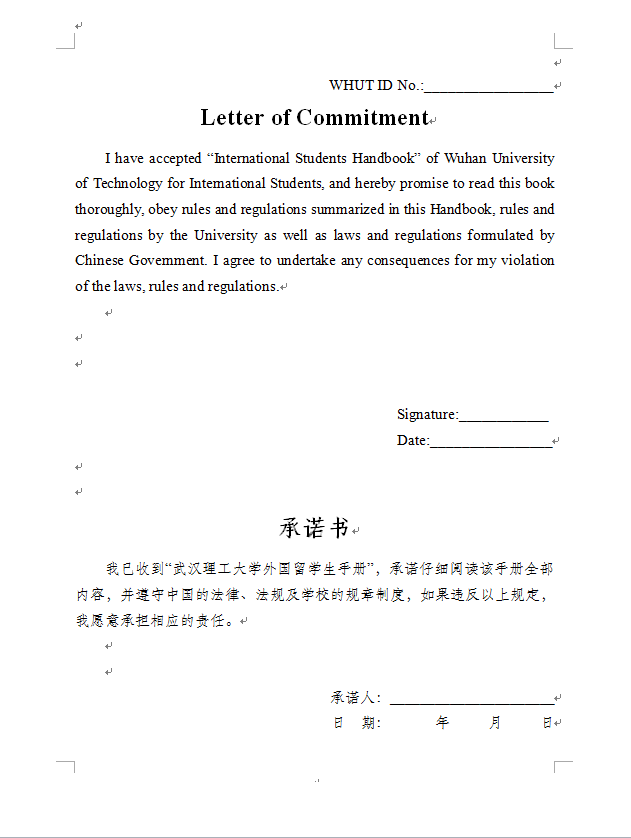 WHUT ID No.:__________________
Letter of Commitment
I have accepted “International Students Handbook” of Wuhan University
of Technology for International Students, and hereby promise to read this book
thoroughly, obey rules and regulations summarized in this Handbook, rules and
regulations by the University as well as laws and regulations formulated by
Chinese Government. I agree to undertake any consequences for my violation
of the laws, rules and regulations.
Signature:____________
Date:_________________
承诺书
我已收到“武汉理工大学外国留学生手册”，承诺仔细阅读该手册全部
内容，并遵守中国的法律、法规及学校的规章制度，如果违反以上规定，
我愿意承担相应的责任。
承诺人：______________________
日 期： 年 月 日